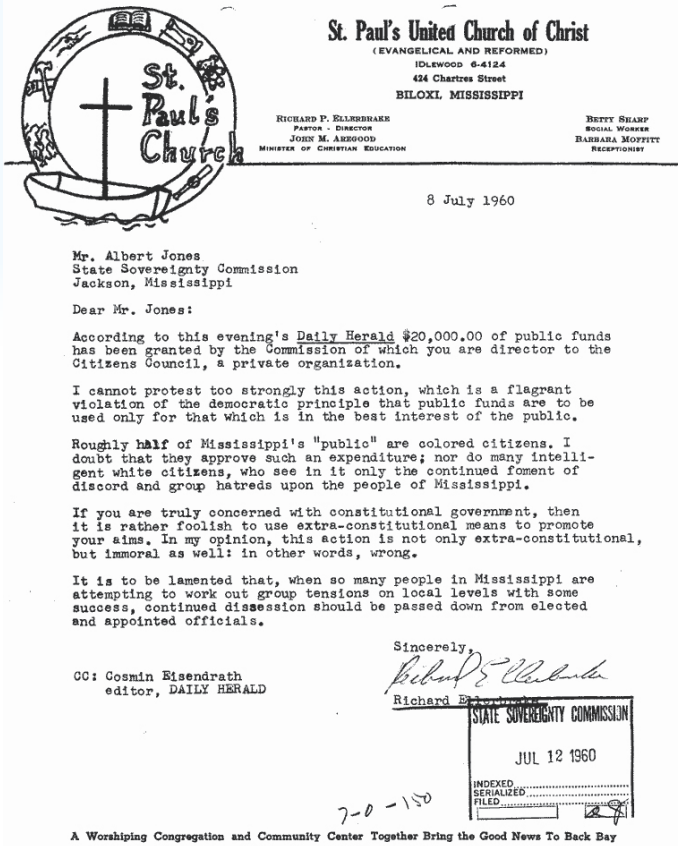 St.
Paul's
Church
St. Paul's United Church of Christ
(EVANGELICAL AND REFORMED)
IDLEWOOD 6-4124
424 Chartres Street
BILOXI, MISSISSIPPI
RICHARD P. ELLERBRAKE
PASTOR - DIRECTOR
JOHN M. AREGOOD
MINISTER OF CHRISTIAN EDUCATION
BETTY SHARP
SOCIAL WORKER
BARBARA MOFFITT
RECEPTIONIST
8 July 1960
Mr. Albert Jones
State Sovereignty Commission
Jackson, Mississippi
Dear Mr. Jones:
According to this evening's Daily Herald $20,000.00 of public funds
has been granted by the Commission of which you are director to the
Citizens Council, a private organization.
I cannot protest too strongly this action, which is a flagrant
violation of the democratic principle that public funds are to be
used only for that which is in the best interest of the public.
Roughly half of Mississippi's "public" are colored citizens. I
doubt that they approve such an expenditure; nor do many intelli-
gent white citizens, who see in it only the continued foment of
discord and group hatreds upon the people of Mississippi.
If you are truly concerned with constitutional government, then
it is rather foolish to use extra-constitutional means to promote
your aims. In my opinion, this action is not only extra-constitutional,
but immoral as well: in other words, wrong.
It is to be lamented that, when so many people in Mississippi are
attempting to work out group tensions on local levels with some
success, continued dissession should be passed down from elected
and appointed officials.
Sincerely,
Richard Ellerbrake
Richard Ellerbrake
CC: Cosmin Eisendrath
editor, DAILY HERALD
STATE SOVEREIGNTY COMMISSION
JUL 12 1960
INDEXED
SERIALIZED
FILED
7-0-150
A Worshiping Congregation and Community Center Together Bring the Good News To Back Bay